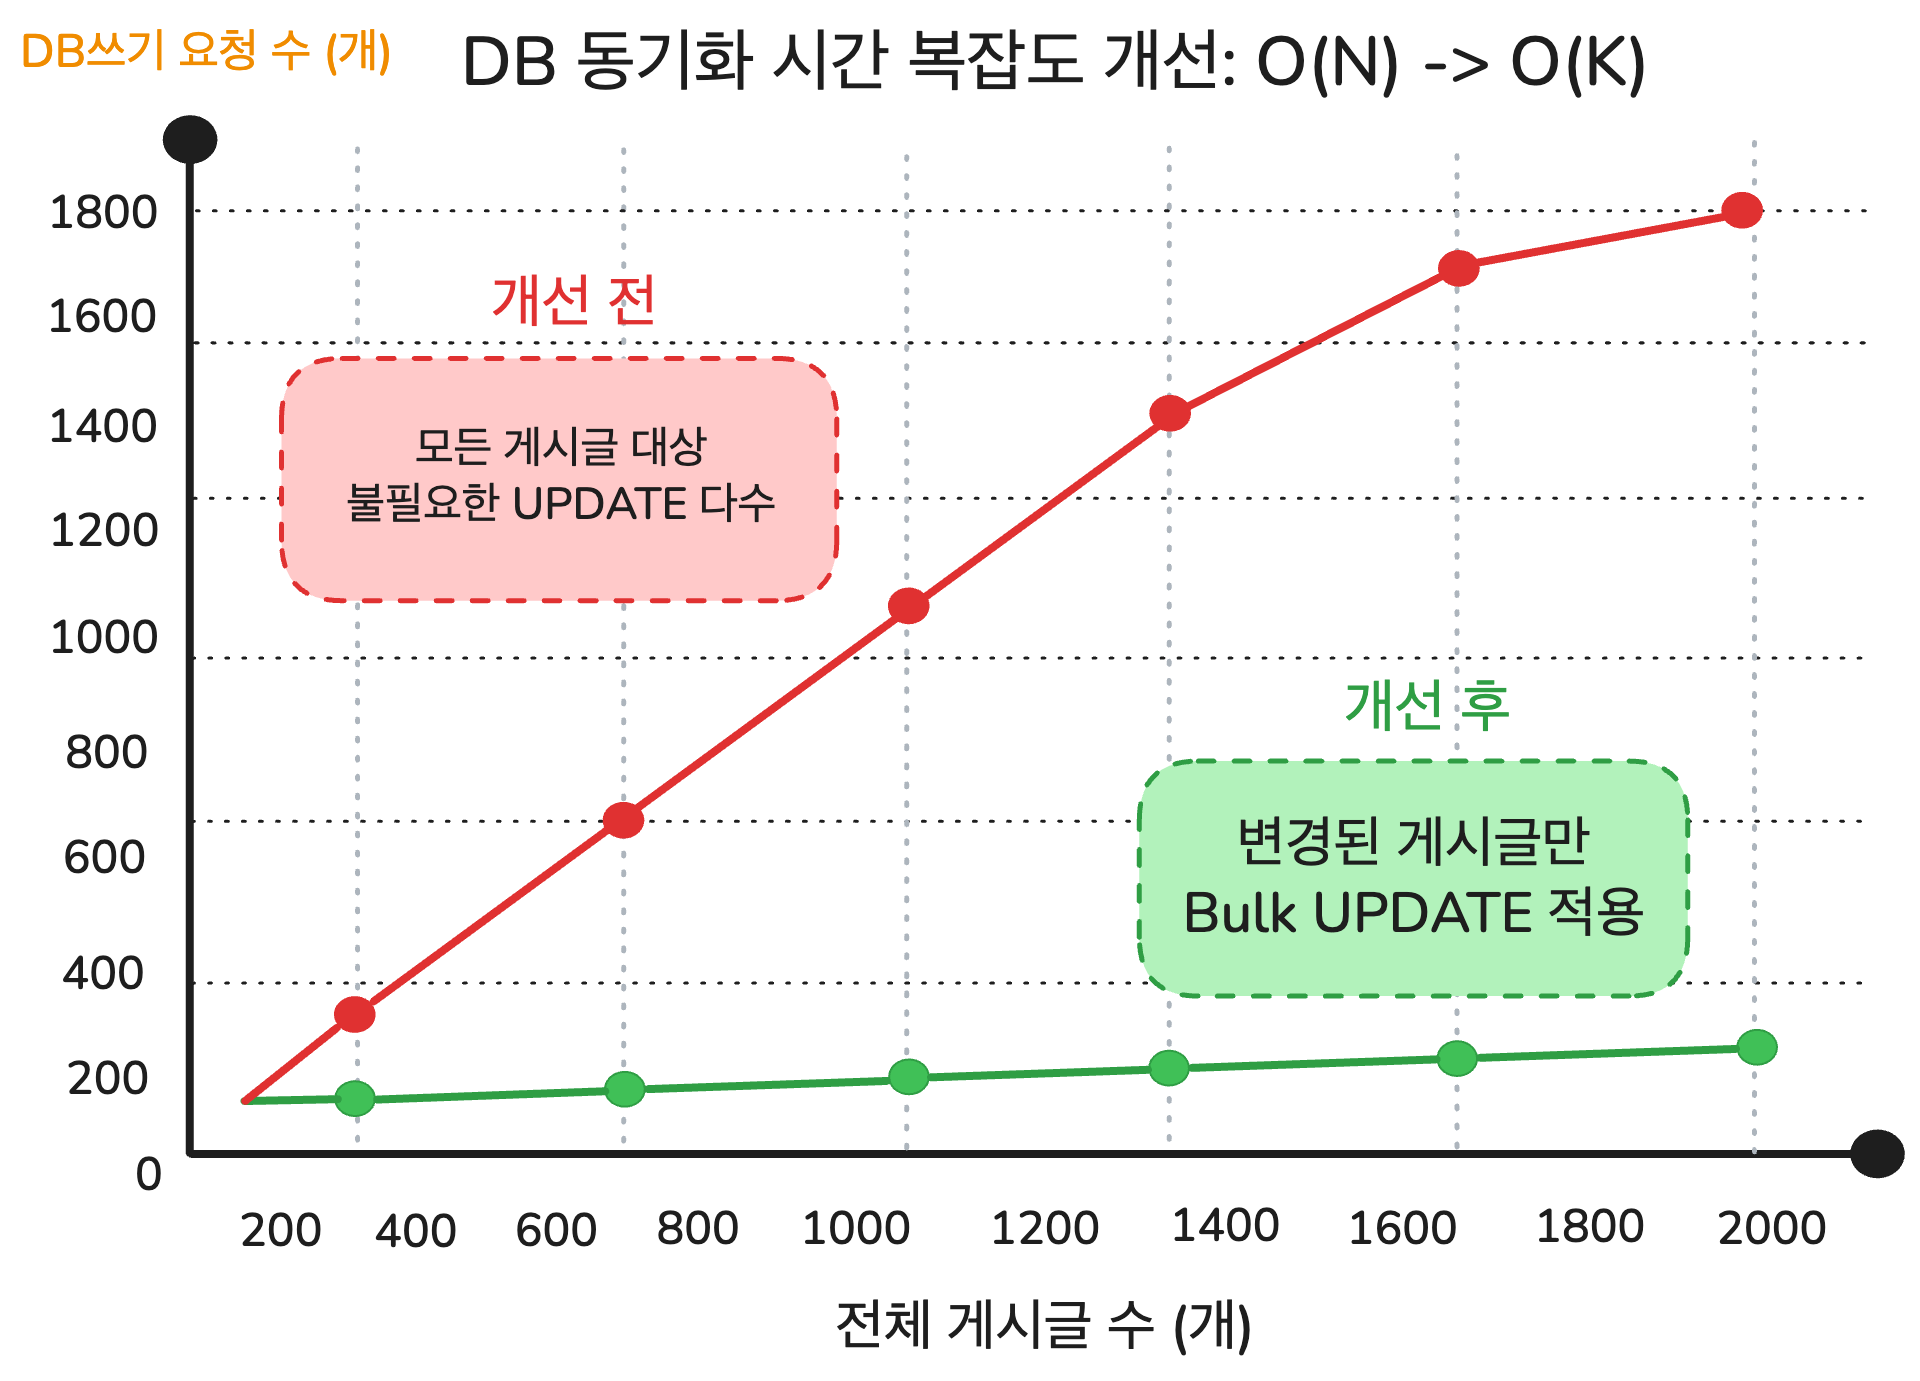 DB쓰기 요청 수 (개)
DB 동기화 시간 복잡도 개선: O(N) -> O(K)
1800
1600
1400
1200
1000
800
600
400
200
0
개선 전
모든 게시글 대상
불필요한 UPDATE 다수
개선 후
변경된 게시글만
Bulk UPDATE 적용
200 400 600 800 1000 1200 1400 1600 1800 2000
전체 게시글 수 (개)